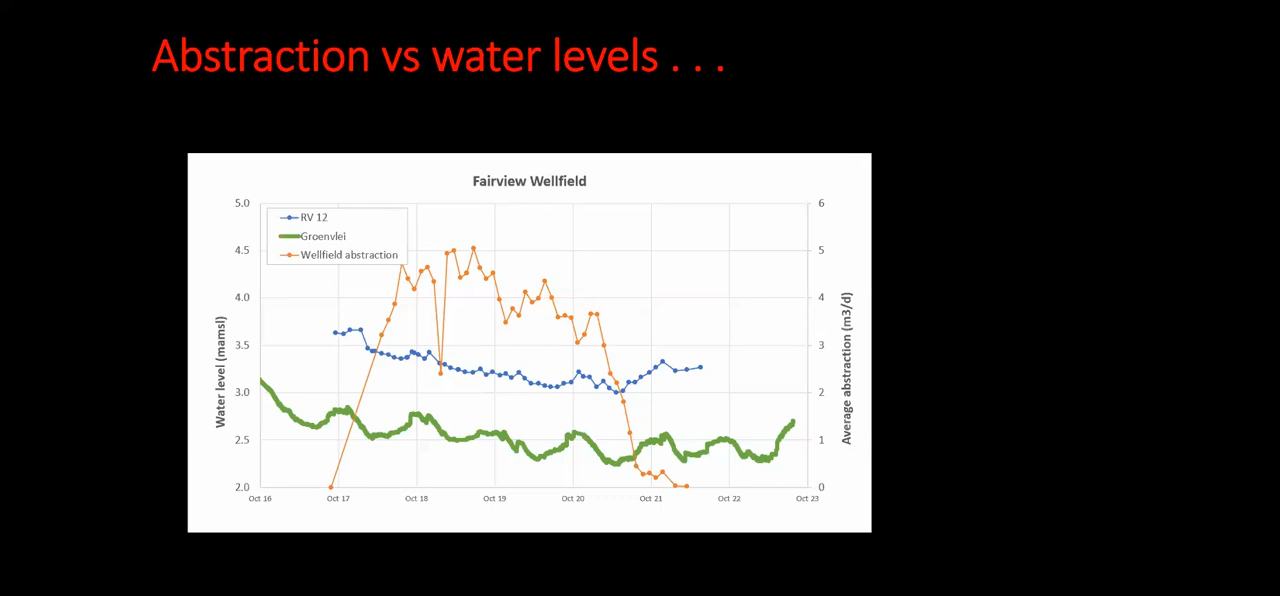 Abstraction vs water levels . . .
Fairview Wellfield
5.0
4.5
4.0
3.5
3.0
2.5
2.0
Water level (mamsl)
RV 12
Groenvlei
Wellfield abstraction
6
5
4
3
2
1
0
Average abstraction (m3/d)
Oct 16 Oct 17 Oct 18 Oct 19 Oct 20 Oct 21 Oct 22 Oct 23